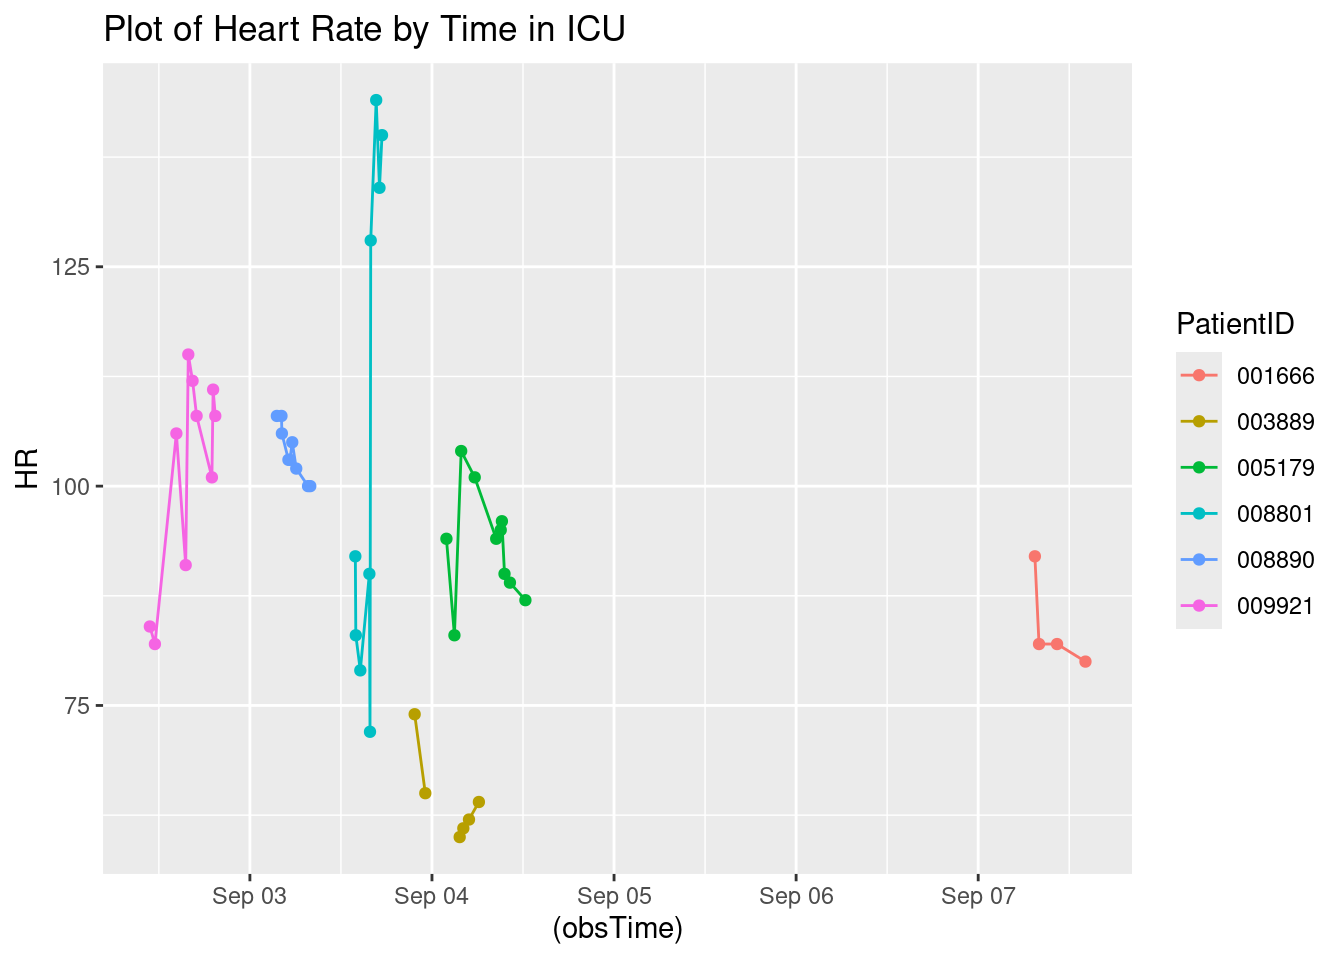 Plot of Heart Rate by Time in ICU
125
100
75
HR
Sep 03
Sep 04
Sep 05
Sep 06
Sep 07
(obsTime)
PatientID
001666
003889
005179
008801
008890
009921